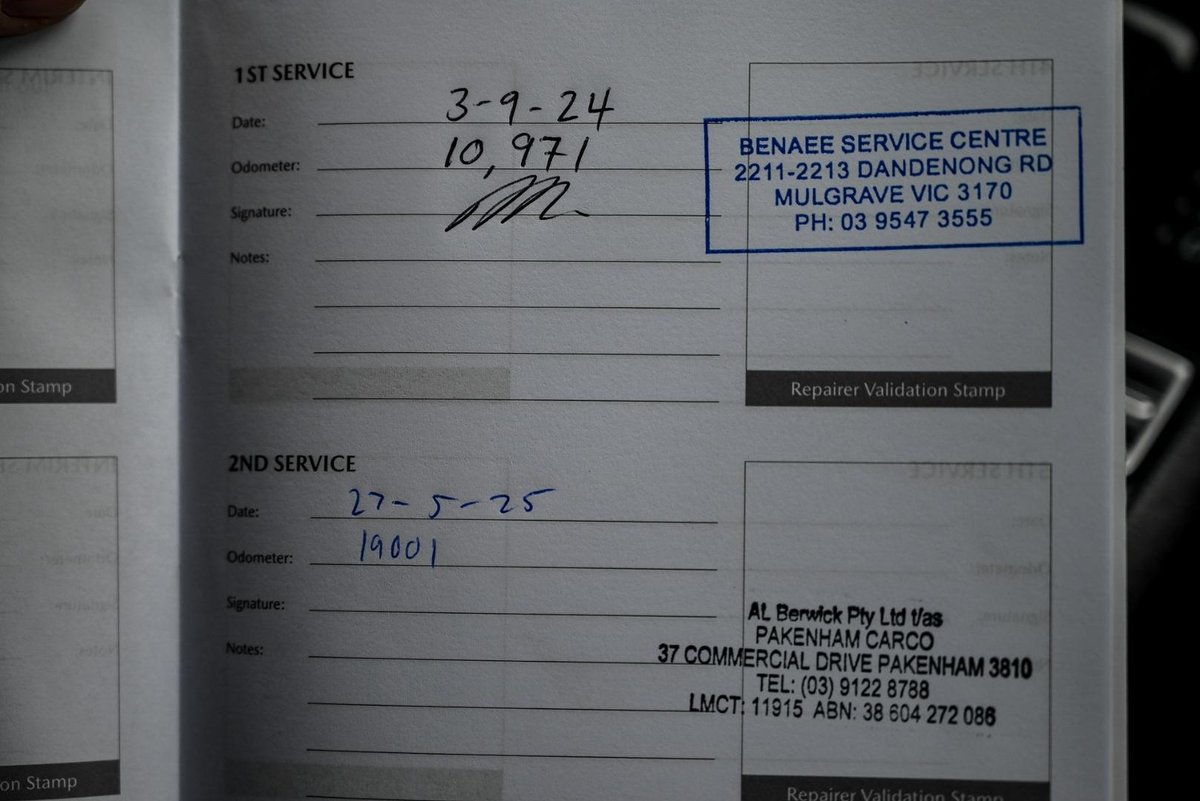 1ST SERVICE
Date: 3-9-24
Odometer: 10,971
Signature:
Notes:
BENAEE SERVICE CENTRE
2211-2213 DANDENONG RD
MULGRAVE VIC 3170
PH: 03 9547 3555
on Stamp
Repairer Validation Stamp
2ND SERVICE
Date: 27-5-25
Odometer: 19001
Signature:
Notes:
AL Berwick Pty Ltd t/as
PAKENHAM CARCO
37 COMMERCIAL DRIVE PAKENHAM 3810
TEL: (03) 9122 8788
LMCT: 11915 ABN: 38 604 272 086
on Stamp
Repairer Validation Stamp